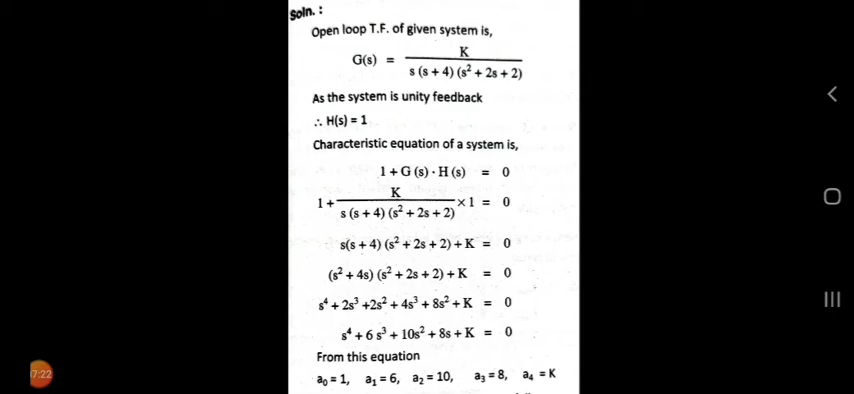 Soln. :
Open loop T.F. of given system is,
G(s) = K / s (s + 4) (s² + 2s + 2)
As the system is unity feedback
∴ H(s) = 1
Characteristic equation of a system is,
1 + G (s) · H (s) = 0
1 + K / s (s + 4) (s² + 2s + 2) × 1 = 0
s(s + 4) (s² + 2s + 2) + K = 0
(s² + 4s) (s² + 2s + 2) + K = 0
s⁴ + 2s³ +2s² + 4s³ + 8s² + K = 0
s⁴ + 6 s³ + 10s² + 8s + K = 0
From this equation
a₀ = 1, a₁ = 6, a₂ = 10, a₃ = 8, a₄ = K
7:22